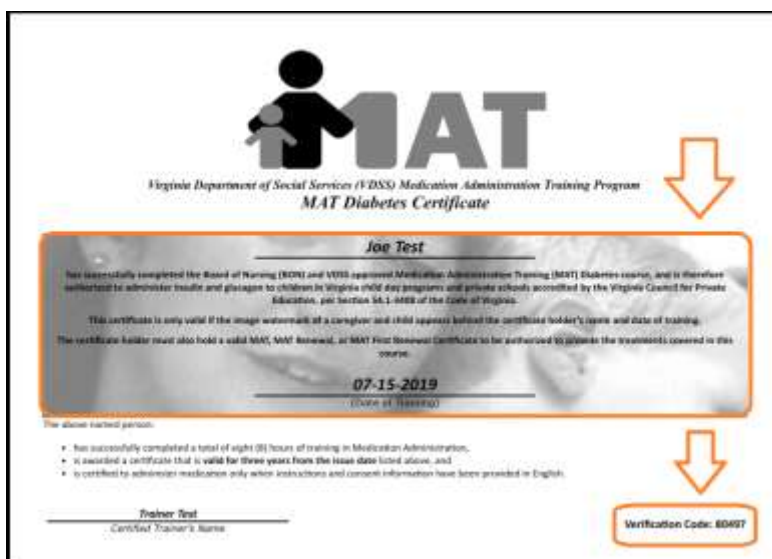 MAT
Virginia Department of Social Services (VDSS) Medication Administration Training Program
MAT Diabetes Certificate
Joe Test
has successfully completed the Board of Nursing (BON) and VDSS approved Medication Administration Training (MAT) Diabetes course, and is therefore
authorized to administer insulin and glucagon to children in Virginia child day programs and private schools accredited by the Virginia Council for Private
Education, per Section 54.1-3408 of the Code of Virginia.
This certificate is only valid if the image watermark of a caregiver and child appears behind the certificate holder's name and date of training.
The certificate holder must also hold a valid MAT, MAT Renewal, or MAT First Renewal Certificate to be authorized to provide the treatments covered in this
course.
07-15-2019
(Date of Training)
The above named person:
• has successfully completed a total of eight (8) hours of training in Medication Administration,
• is awarded a certificate that is valid for three years from the issue date listed above, and
• is certified to administer medication only when instructions and consent information have been provided in English.
Trainer Test
Certified Trainer's Name
Verification Code: 80497